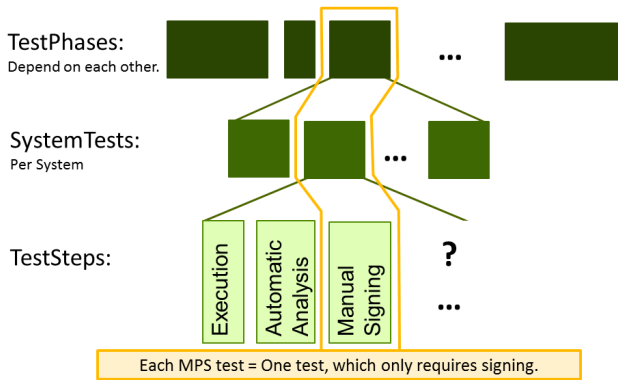 TestPhases:
Depend on each other.
...
SystemTests:
Per System
...
TestSteps:
Execution
Automatic
Analysis
Manual
Signing
?
...
Each MPS test = One test, which only requires signing.